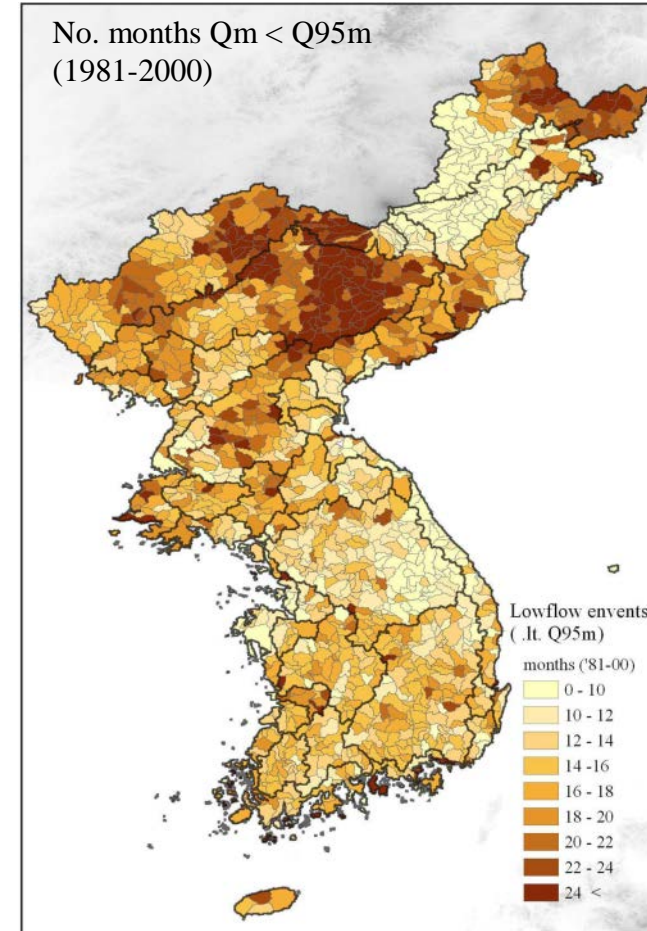 No. months Qm < Q95m
(1981-2000)
Lowflow envents
( .lt. Q95m)
months ('81-00)
0 - 10
10 - 12
12 - 14
14 -16
16 - 18
18 - 20
20 - 22
22 - 24
24 <